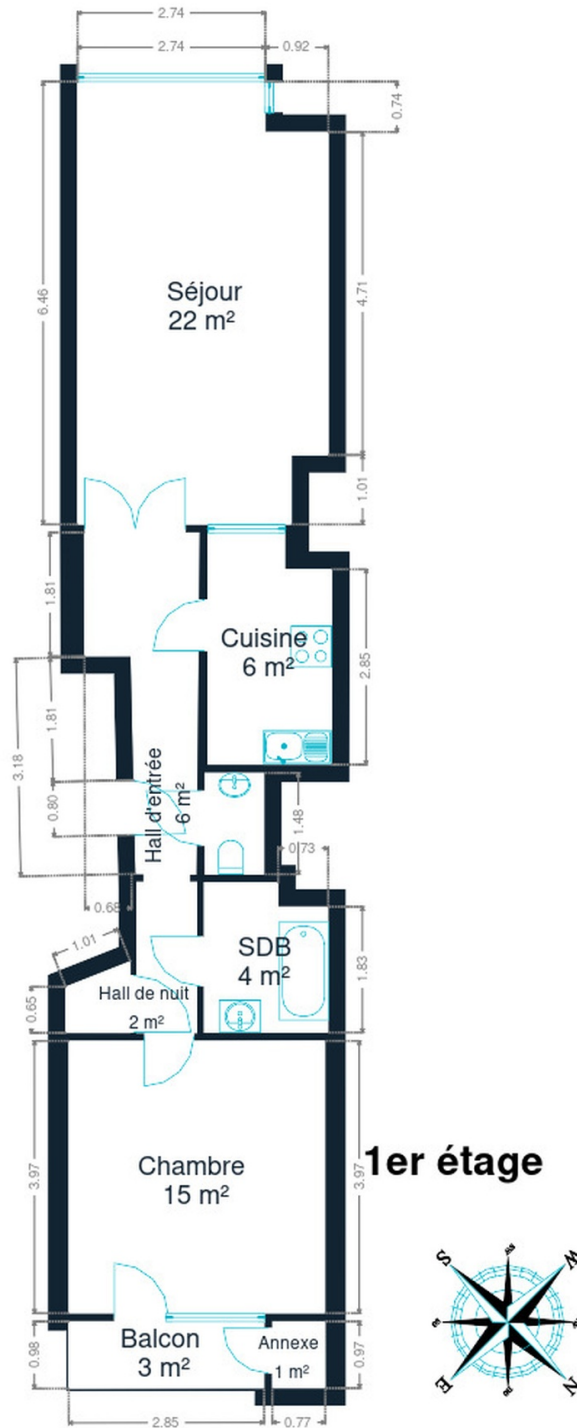 2.74
2.74
0.92
0.74
6.46
4.71
Séjour
22 m²
1.01
1.81
Cuisine
6 m²
2.85
1.81
3.18
Hall d'entrée
6 m²
0.80
1.48
0.73
0.68
1.01
SDB
4 m²
1.83
0.65
Hall de nuit
2 m²
3.97
3.97
1er étage
Chambre
15 m²
S
W
E
N
Balcon
3 m²
Annexe
1 m²
0.98
0.97
2.85
0.77